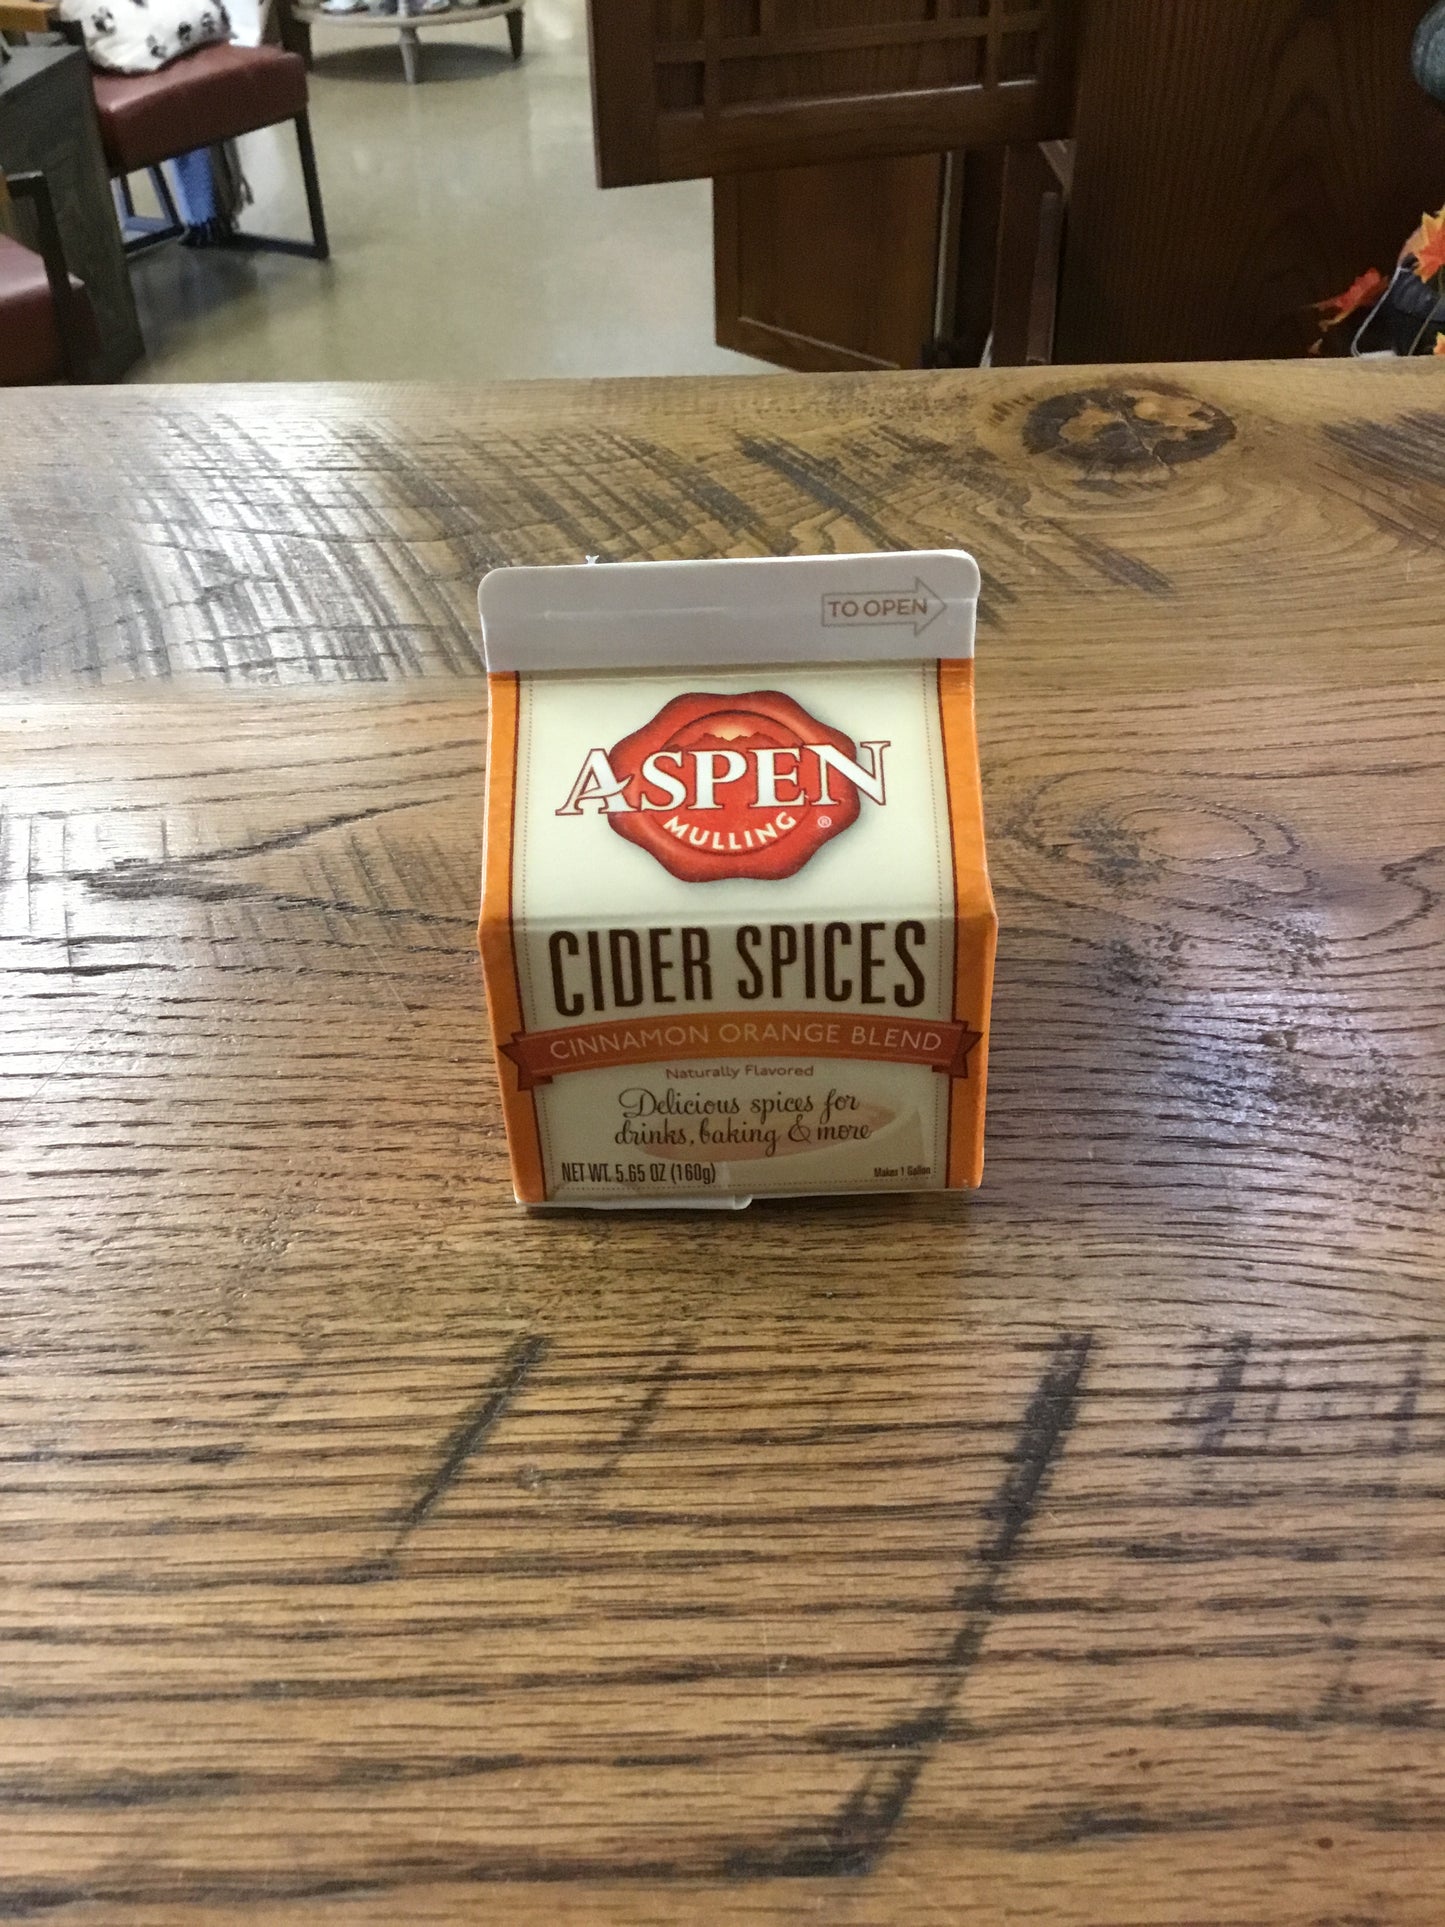 TO OPEN
ASPEN
MULLING ®
CIDER SPICES
CINNAMON ORANGE BLEND
Naturally Flavored
Delicious spices for
drinks, baking & more
NET WT. 5.65 OZ (160g)
Makes 1 Gallon